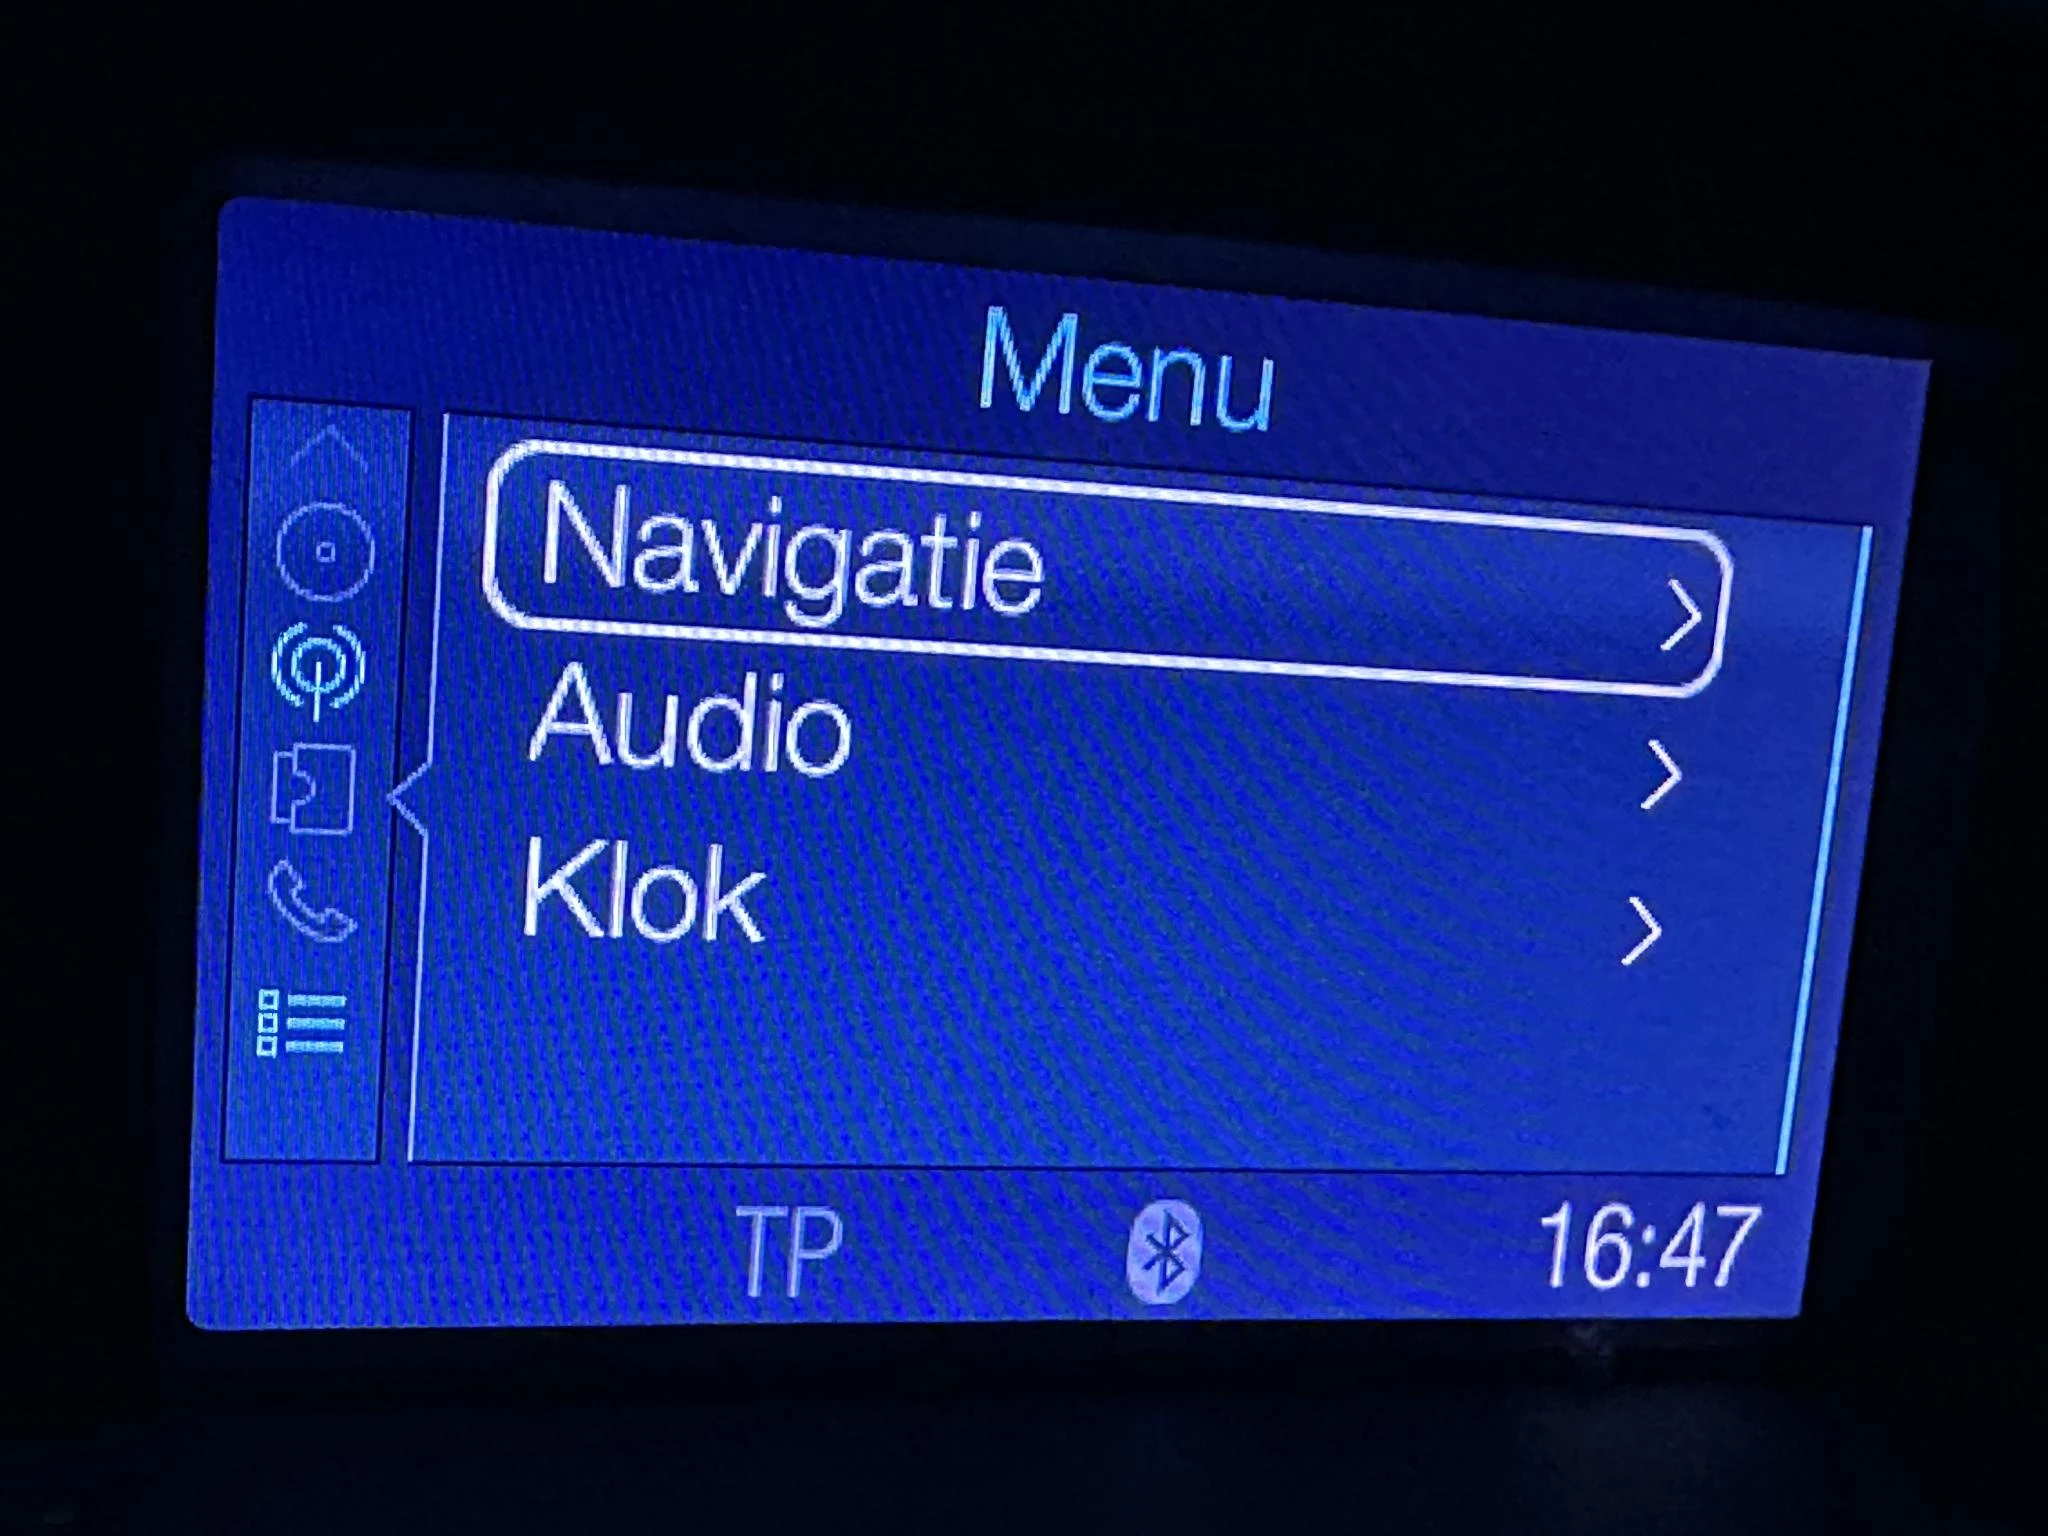 Menu
Navigatie
Audio
Klok
TP 16:47